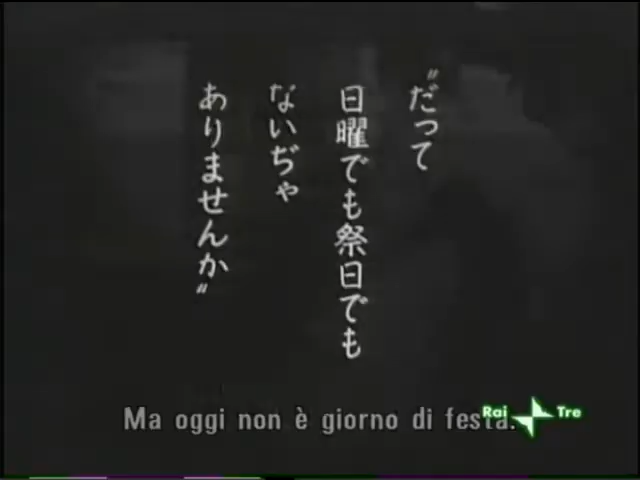 〝だって
日曜でも祭日でも
ないぢゃ
ありませんか〟
Ma oggi non è giorno di festa.
Rai Tre